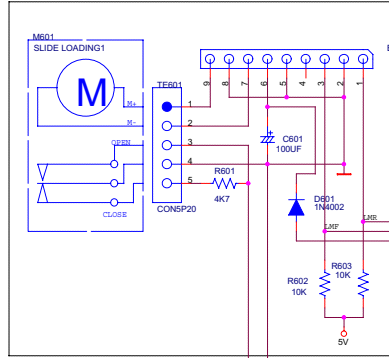 M601
SLIDE LOADING1
M
M+
M-
OPEN
CLOSE
TE601
1
2
3
4
5
CON5P20
R601
4K7
9
8
7
6
5
4
3
2
1
C601
100UF
D601
1N4002
LMR
LMF
R602
10K
R603
10K
5V